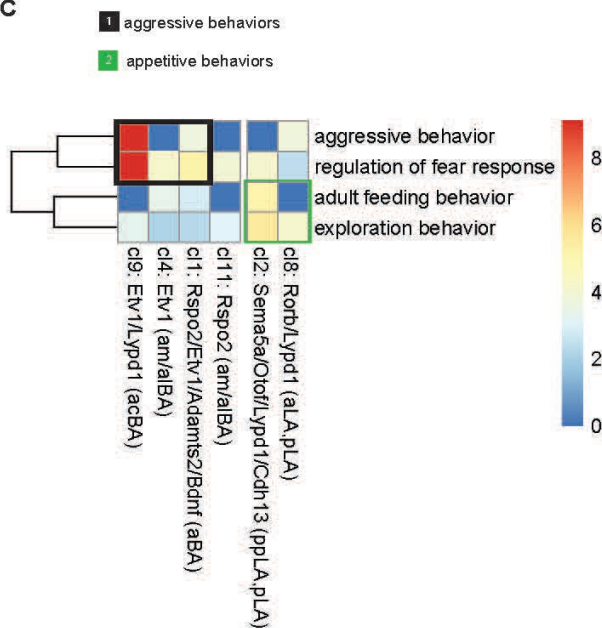 C
1 aggressive behaviors
2 appetitive behaviors
aggressive behavior
regulation of fear response
adult feeding behavior
exploration behavior
8
6
4
2
0
cl9: Etv1/Lypd1 (acBA)
cl4: Etv1 (am/alBA)
cl1: Rspo2/Etv1/Adamts2/Bdnf (aBA)
cl11: Rspo2 (am/alBA)
cl2: Sema5a/Otof/Lypd1/Cdh13 (ppLA,pLA)
cl8: Rorb/Lypd1 (aLA,pLA)